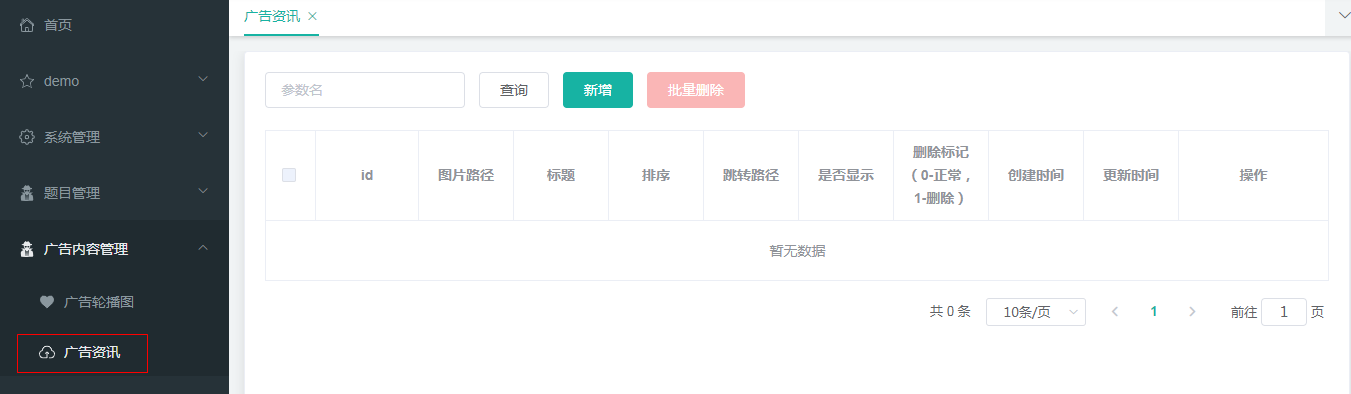 首页
demo
系统管理
题目管理
广告内容管理
广告轮播图
广告资讯
广告资讯
参数名 查询 新增 批量删除
id 图片路径 标题 排序 跳转路径 是否显示 删除标记 创建时间 更新时间 操作
（0-正常，
1-删除）
暂无数据
共 0 条 10条/页 1 前往 1 页